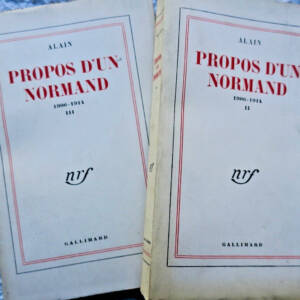 ALAIN
PROPOS D'UN
NORMAND
1906-1914
III
nrf
GALLIMARD
ALAIN
PROPOS D'UN
NORMAND
1906-1914
II
nrf
GALLIMARD